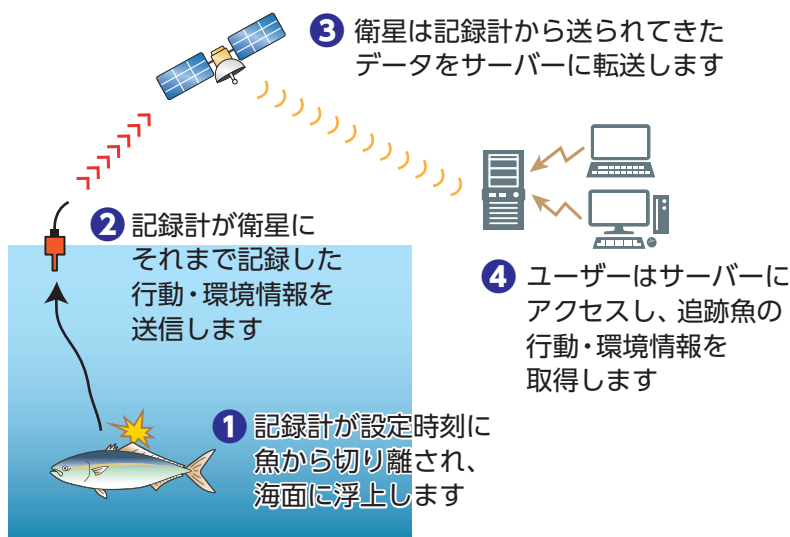 ❶ 記録計が設定時刻に
魚から切り離され、
海面に浮上します
❷ 記録計が衛星に
それまで記録した
行動・環境情報を
送信します
❸ 衛星は記録計から送られてきた
データをサーバーに転送します
❹ ユーザーはサーバーに
アクセスし、追跡魚の
行動・環境情報を
取得します